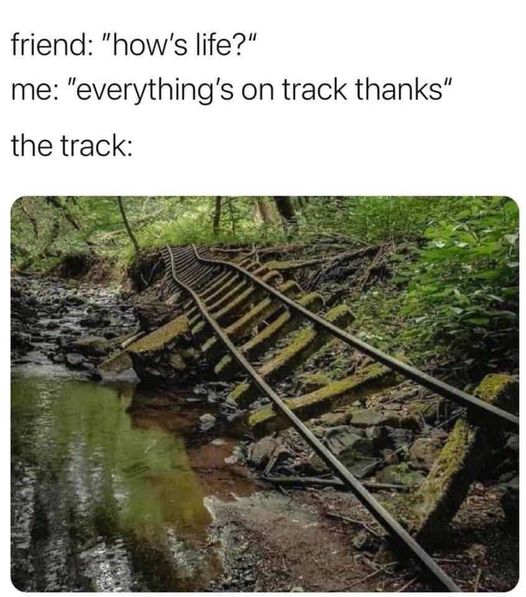 friend: "how's life?"
me: "everything's on track thanks"
the track: